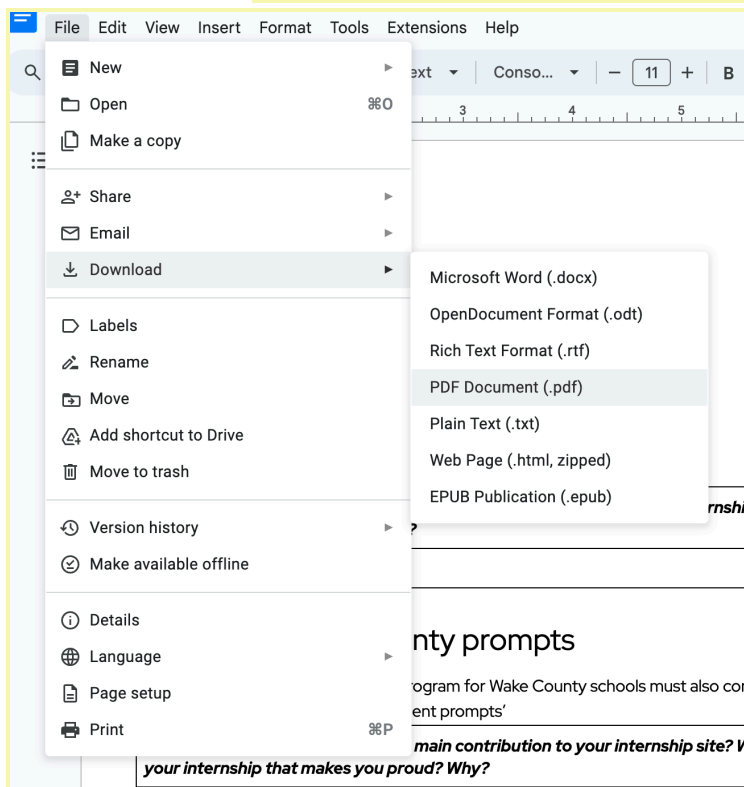 File Edit View Insert Format Tools Extensions Help
New
ext Conso... − 11 + B
Open ⌘O
3 4 5
Make a copy
Share
Email
Download
Microsoft Word (.docx)
OpenDocument Format (.odt)
Labels
Rich Text Format (.rtf)
Rename
PDF Document (.pdf)
Move
Plain Text (.txt)
Add shortcut to Drive
Web Page (.html, zipped)
Move to trash
EPUB Publication (.epub)
rnshi
Version history
?
Make available offline
Details
nty prompts
Language
ogram for Wake County schools must also cor
Page setup
ent prompts’
Print ⌘P
main contribution to your internship site? W
your internship that makes you proud? Why?